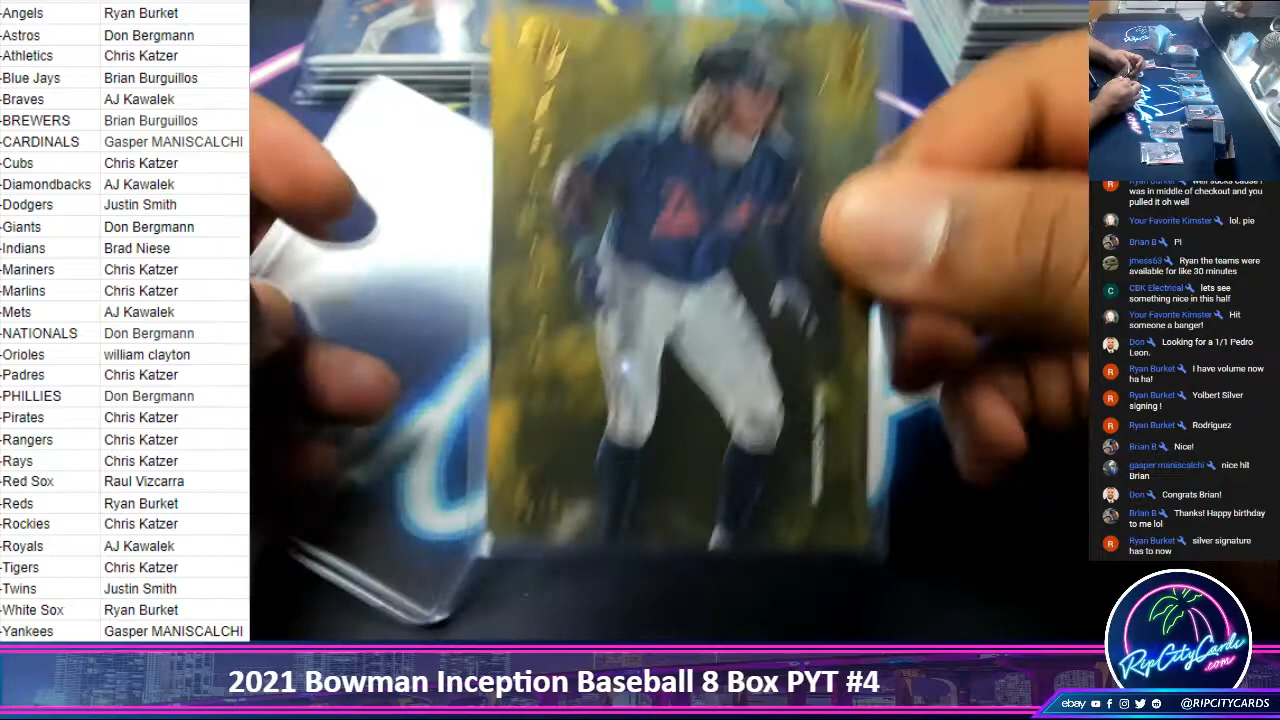 -Angels Ryan Burket
-Astros Don Bergmann
-Athletics Chris Katzer
-Blue Jays Brian Burguillos
-Braves AJ Kawalek
-BREWERS Brian Burguillos
-CARDINALS Gasper MANISCALCHI
-Cubs Chris Katzer
-Diamondbacks AJ Kawalek
-Dodgers Justin Smith
-Giants Don Bergmann
-Indians Brad Niese
-Mariners Chris Katzer
-Marlins Chris Katzer
-Mets AJ Kawalek
-NATIONALS Don Bergmann
-Orioles william clayton
-Padres Chris Katzer
-PHILLIES Don Bergmann
-Pirates Chris Katzer
-Rangers Chris Katzer
-Rays Chris Katzer
-Red Sox Raul Vizcarra
-Reds Ryan Burket
-Rockies Chris Katzer
-Royals AJ Kawalek
-Tigers Chris Katzer
-Twins Justin Smith
-White Sox Ryan Burket
-Yankees Gasper MANISCALCHI
4
Ryan Burket well sucks cause I
was in middle of checkout and you
pulled it oh well
Your Favorite Kimster lol. pie
Brian B Pi
jmess63 Ryan the teams were
available for like 30 minutes
CBK Electrical lets see
something nice in this half
Your Favorite Kimster Hit
someone a banger!
Don Looking for a 1/1 Pedro
Leon.
Ryan Burket I have volume now
ha ha!
Ryan Burket Yolbert Silver
signing !
Ryan Burket Rodriguez
Brian B Nice!
gasper maniscalchi nice hit
Brian
Don Congrats Brian!
Brian B Thanks! Happy birthday
to me lol
Ryan Burket silver signature
has to now
RipCityCards
.com
2021 Bowman Inception Baseball 8 Box PYT #4
ebay @RIPCITYCARDS